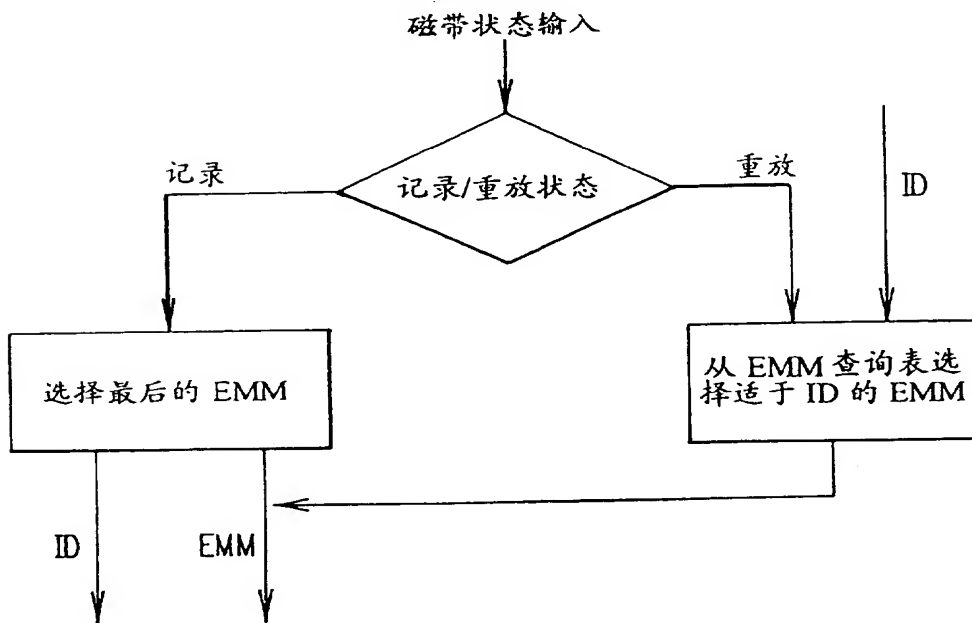 磁带状态输入
记录
重放
记录/重放状态
ID
选择最后的 EMM
从 EMM 查询表选
择适于 ID 的 EMM
ID
EMM